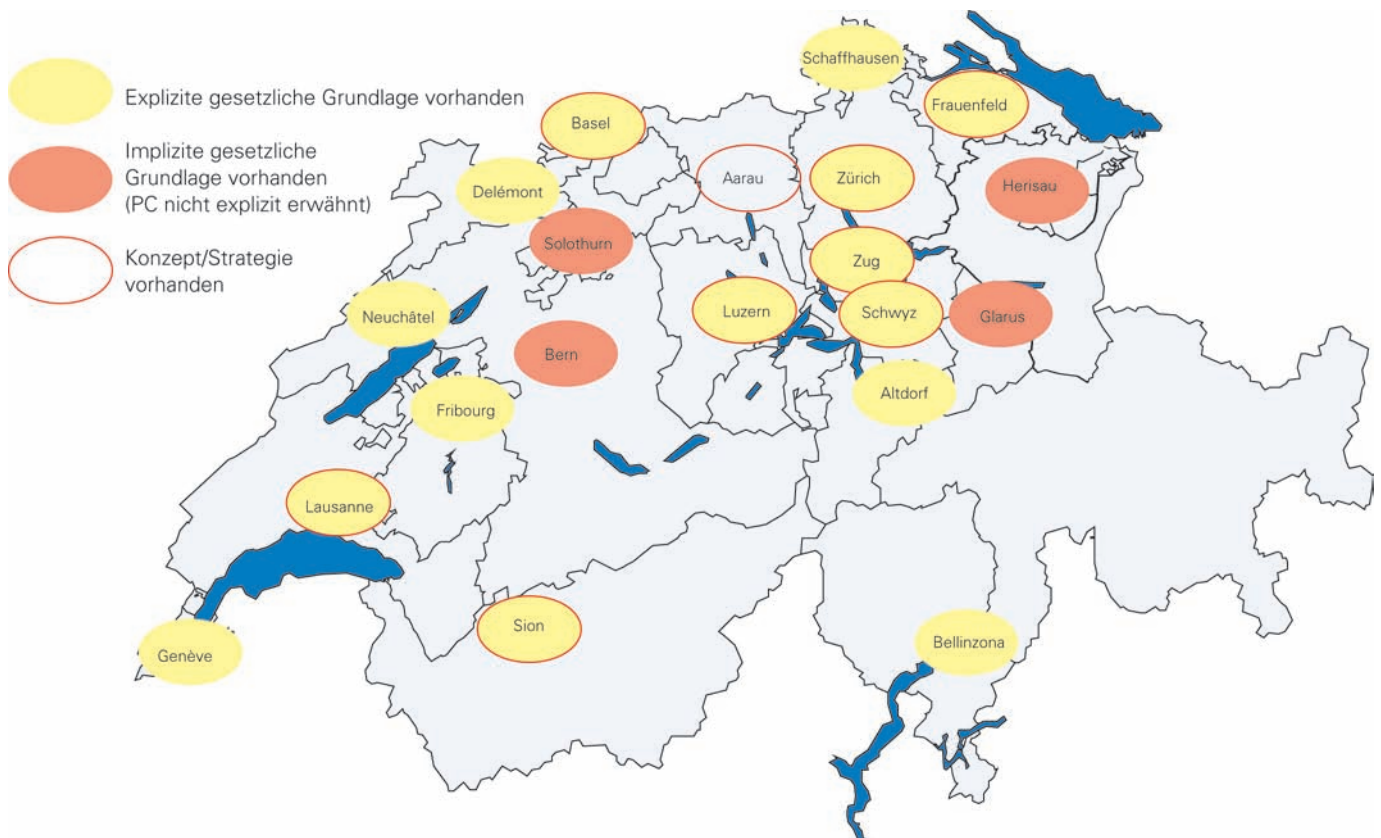 Explizite gesetzliche Grundlage vorhanden
Implizite gesetzliche
Grundlage vorhanden
(PC nicht explizit erwähnt)
Konzept/Strategie
vorhanden
Schaffhausen
Frauenfeld
Basel
Aarau
Zürich
Herisau
Delémont
Solothurn
Zug
Neuchâtel
Luzern
Schwyz
Glarus
Bern
Altdorf
Fribourg
Lausanne
Sion
Bellinzona
Genève